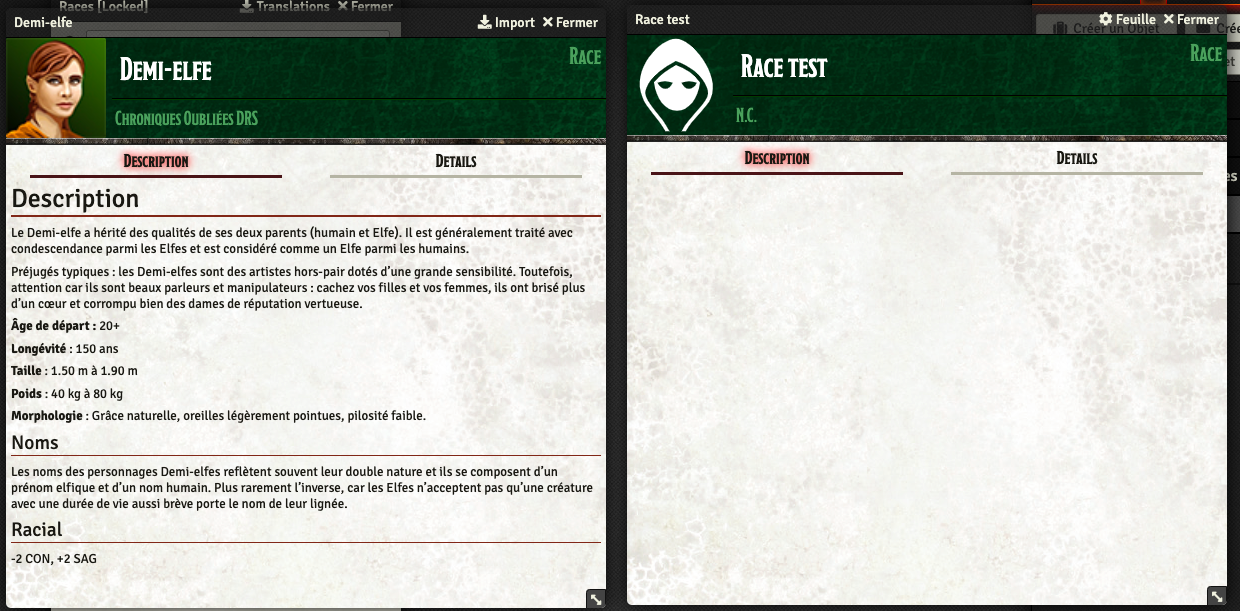 Races [Locked] Translations Fermer
Demi-elfe Import Fermer
Demi-elfe
Race
Chroniques Oubliées DRS
Description Details
Description
Le Demi-elfe a hérité des qualités de ses deux parents (humain et Elfe). Il est généralement traité avec
condescendance parmi les Elfes et est considéré comme un Elfe parmi les humains.
Préjugés typiques : les Demi-elfes sont des artistes hors-pair dotés d’une grande sensibilité. Toutefois,
attention car ils sont beaux parleurs et manipulateurs : cachez vos filles et vos femmes, ils ont brisé plus
d’un cœur et corrompu bien des dames de réputation vertueuse.
Âge de départ : 20+
Longévité : 150 ans
Taille : 1.50 m à 1.90 m
Poids : 40 kg à 80 kg
Morphologie : Grâce naturelle, oreilles légèrement pointues, pilosité faible.
Noms
Les noms des personnages Demi-elfes reflètent souvent leur double nature et ils se composent d’un
prénom elfique et d’un nom humain. Plus rarement l’inverse, car les Elfes n’acceptent pas qu’une créature
avec une durée de vie aussi brève porte le nom de leur lignée.
Racial
-2 CON, +2 SAG
Race test Feuille Fermer
Créer un Objet
Race test
Race
N.C.
Description Details